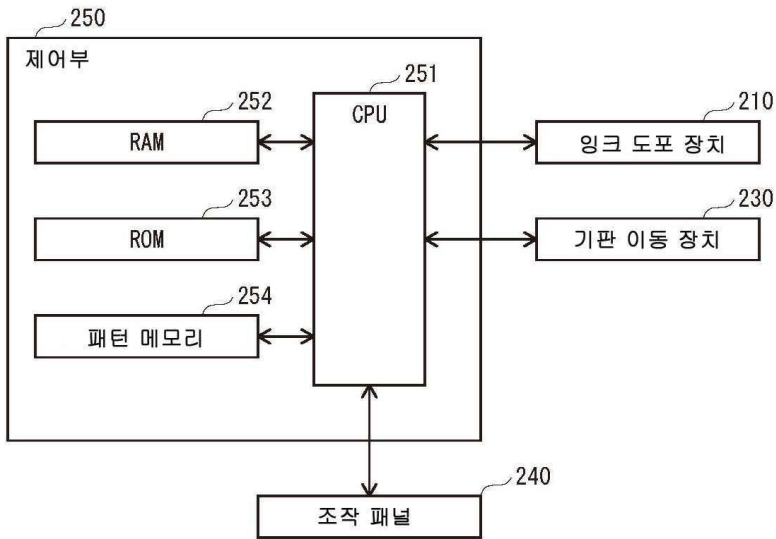 250
제어부
251
CPU
252
RAM
253
ROM
254
패턴 메모리
210
잉크 도포 장치
230
기판 이동 장치
240
조작 패널